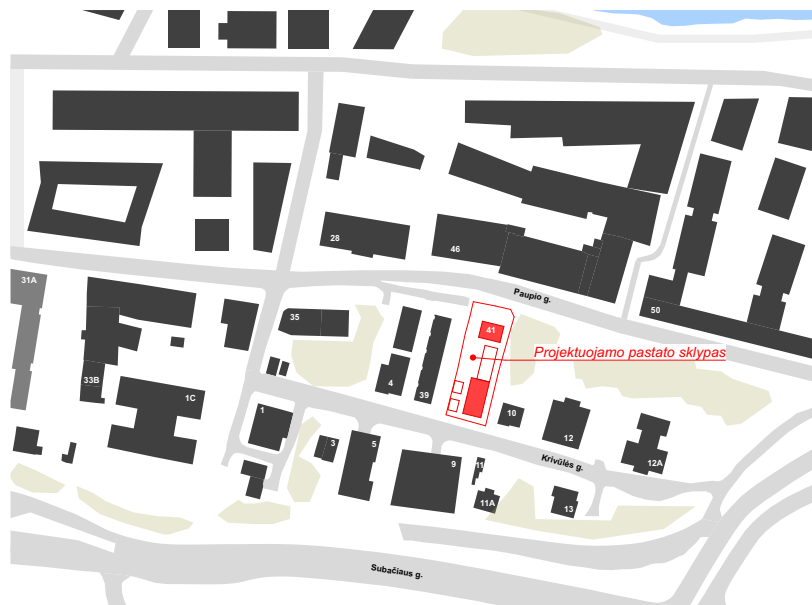 28
46
31A
Paupio g.
50
35
41
Projektuojamo pastato sklypas
33B
4
39
1C
1
10
3
5
12
9
11
Krivūlės g.
12A
11A
13
Subačiaus g.